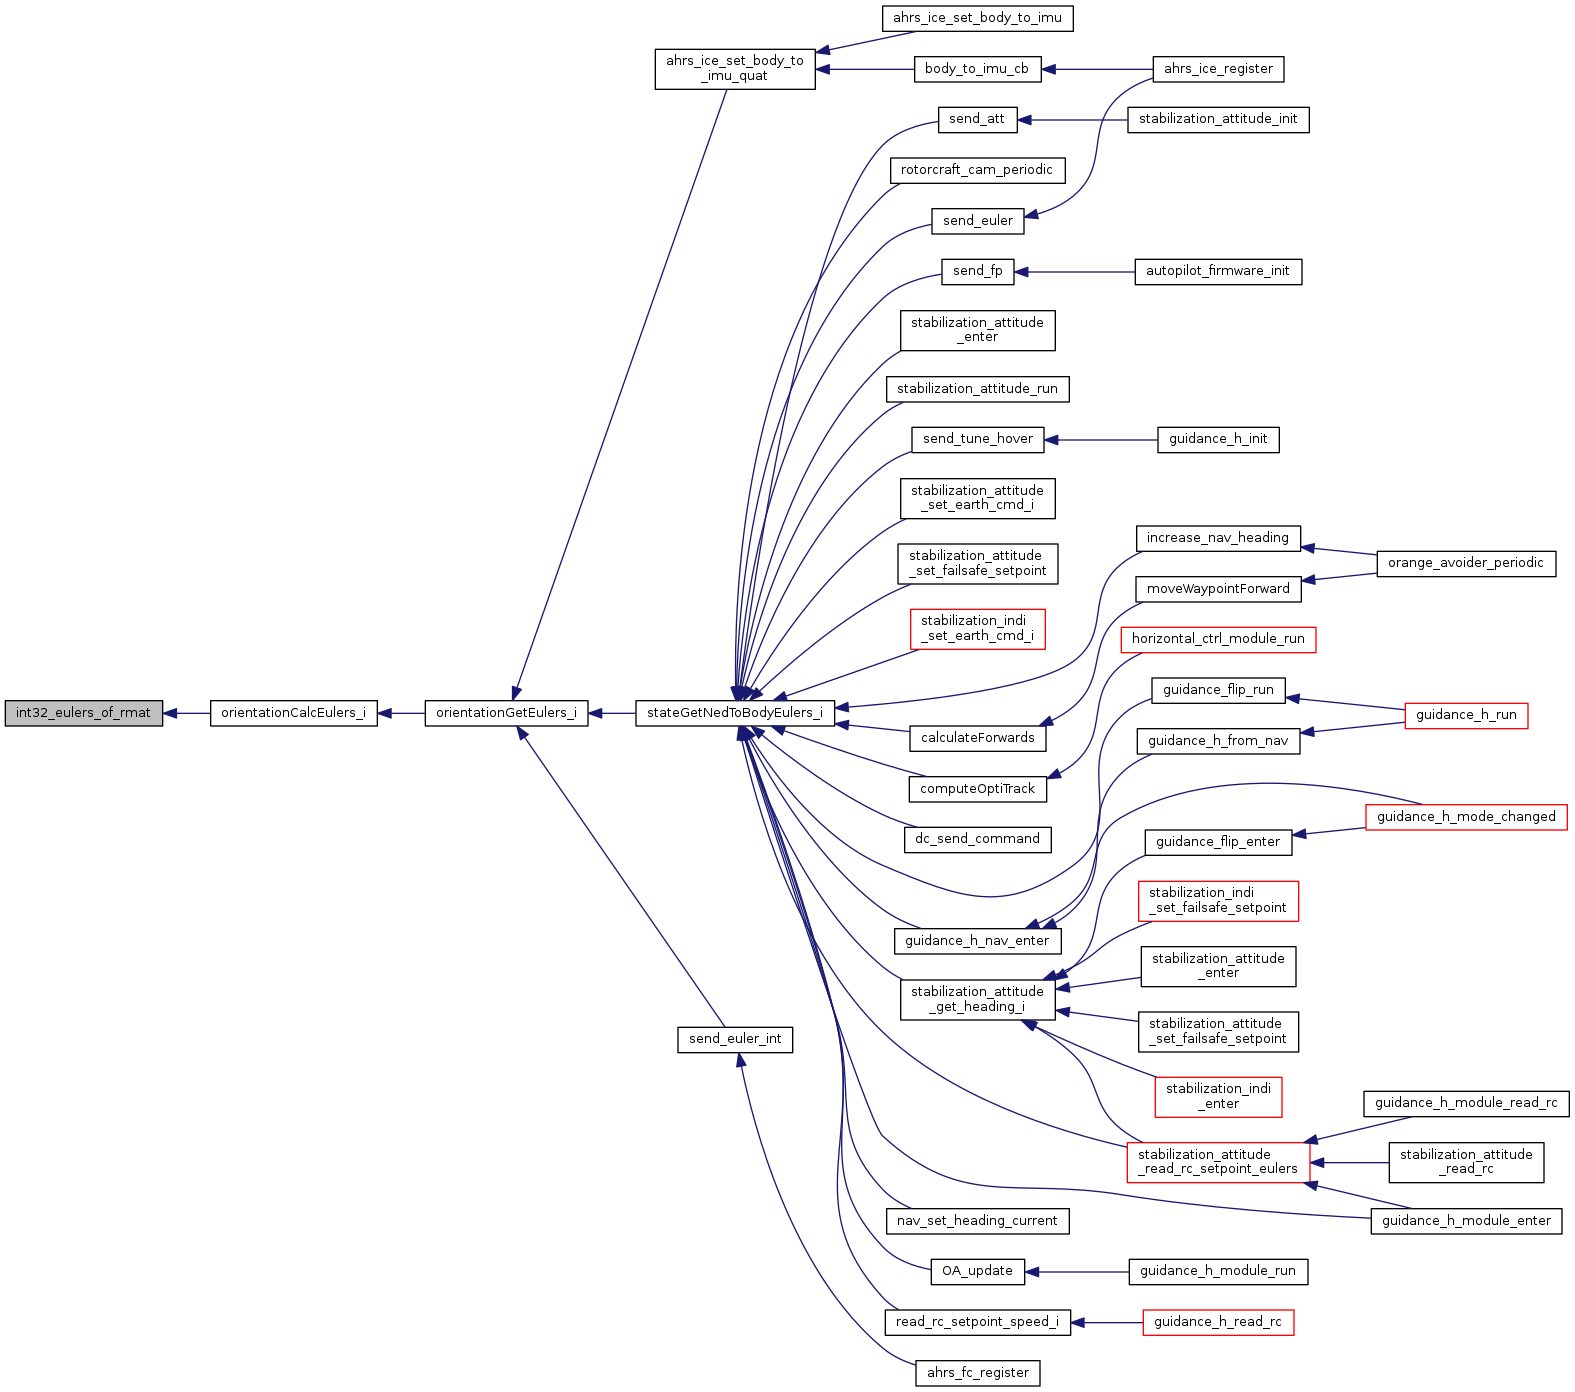 ahrs_ice_set_body_to_imu
ahrs_ice_set_body_to
_imu_quat
body_to_imu_cb
ahrs_ice_register
send_att
stabilization_attitude_init
rotorcraft_cam_periodic
send_euler
send_fp
autopilot_firmware_init
stabilization_attitude
_enter
stabilization_attitude_run
send_tune_hover
guidance_h_init
stabilization_attitude
_set_earth_cmd_i
increase_nav_heading
stabilization_attitude
_set_failsafe_setpoint
orange_avoider_periodic
moveWaypointForward
stabilization_indi
_set_earth_cmd_i
horizontal_ctrl_module_run
guidance_flip_run
int32_eulers_of_rmat
orientationCalcEulers_i
orientationGetEulers_i
stateGetNedToBodyEulers_i
guidance_h_run
calculateForwards
guidance_h_from_nav
computeOptiTrack
guidance_h_mode_changed
dc_send_command
guidance_flip_enter
stabilization_indi
_set_failsafe_setpoint
guidance_h_nav_enter
stabilization_attitude
_enter
stabilization_attitude
_get_heading_i
stabilization_attitude
_set_failsafe_setpoint
send_euler_int
stabilization_indi
_enter
guidance_h_module_read_rc
stabilization_attitude
_read_rc_setpoint_eulers
stabilization_attitude
_read_rc
nav_set_heading_current
guidance_h_module_enter
OA_update
guidance_h_module_run
read_rc_setpoint_speed_i
guidance_h_read_rc
ahrs_fc_register